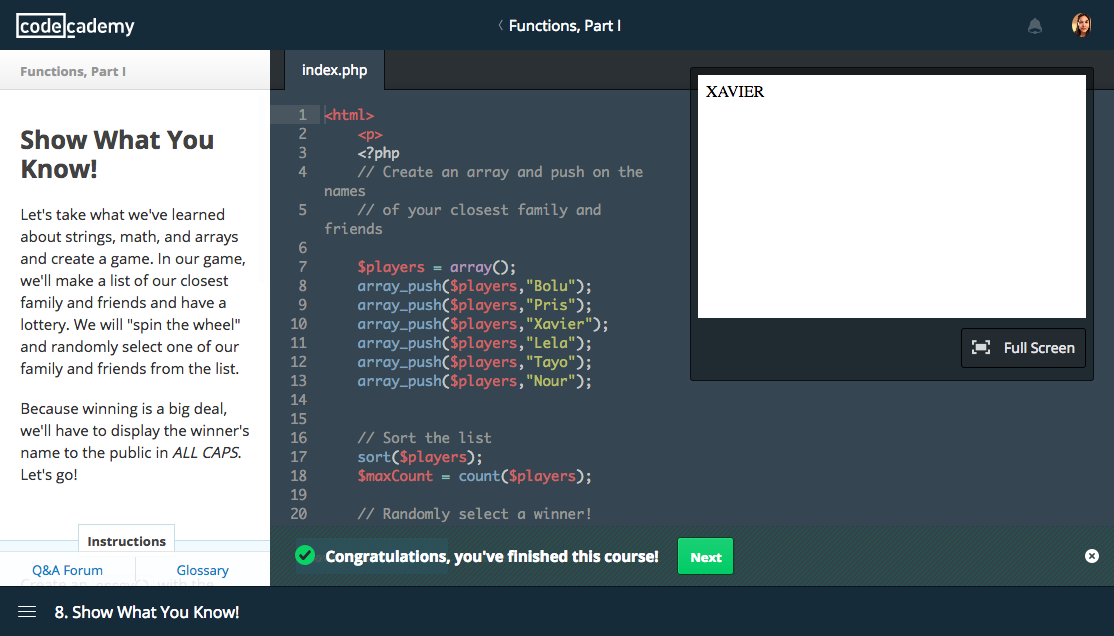 codecademy
Functions, Part I
Functions, Part I
Show What You
Know!
Let's take what we've learned
about strings, math, and arrays
and create a game. In our game,
we'll make a list of our closest
family and friends and have a
lottery. We will "spin the wheel"
and randomly select one of our
family and friends from the list.
Because winning is a big deal,
we'll have to display the winner's
name to the public in ALL CAPS.
Let's go!
Instructions
Q&A Forum Glossary
index.php
1 <html>
2 <p>
3 <?php
4 // Create an array and push on the
names
5 // of your closest family and
friends
6
7 $players = array();
8 array_push($players,"Bolu");
9 array_push($players,"Pris");
10 array_push($players,"Xavier");
11 array_push($players,"Lela");
12 array_push($players,"Tayo");
13 array_push($players,"Nour");
14
15
16 // Sort the list
17 sort($players);
18 $maxCount = count($players);
19
20 // Randomly select a winner!
XAVIER
Full Screen
Congratulations, you've finished this course!
Next
8. Show What You Know!